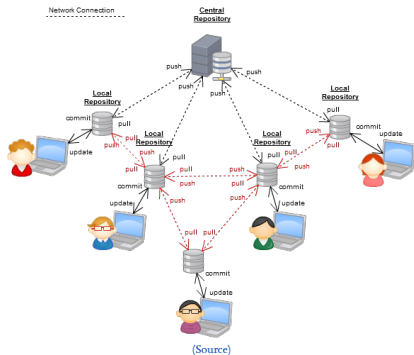 Network Connection
Central
Repository
push
push
push
push
Local
Repository
Local
Repository
commit
pull
pull
push
pull
commit
update
pull
push
Local
Repository
Local
Repository
push
pull
pull
push
update
pull
pull
pull
push
push
pull
commit
commit
update
push
push
update
pull
pull
commit
update
(Source)